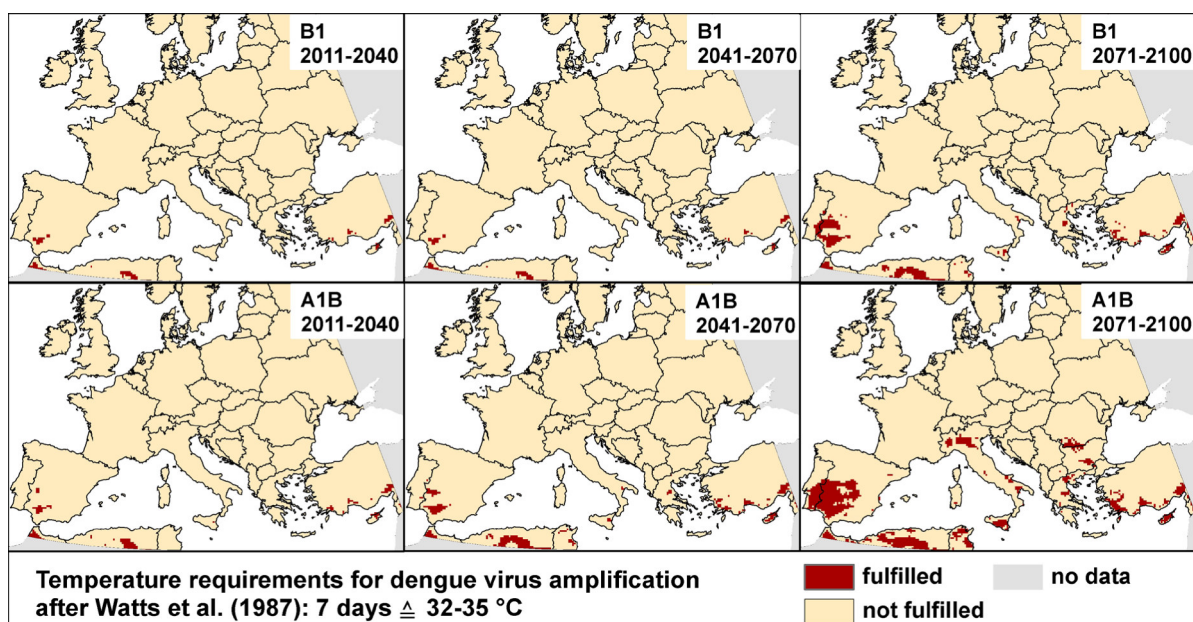 B1
2011-2040
B1
2041-2070
B1
2071-2100
A1B
2011-2040
A1B
2041-2070
A1B
2071-2100
Temperature requirements for dengue virus amplification
after Watts et al. (1987): 7 days ≙ 32-35 °C
fulfilled
no data
not fulfilled